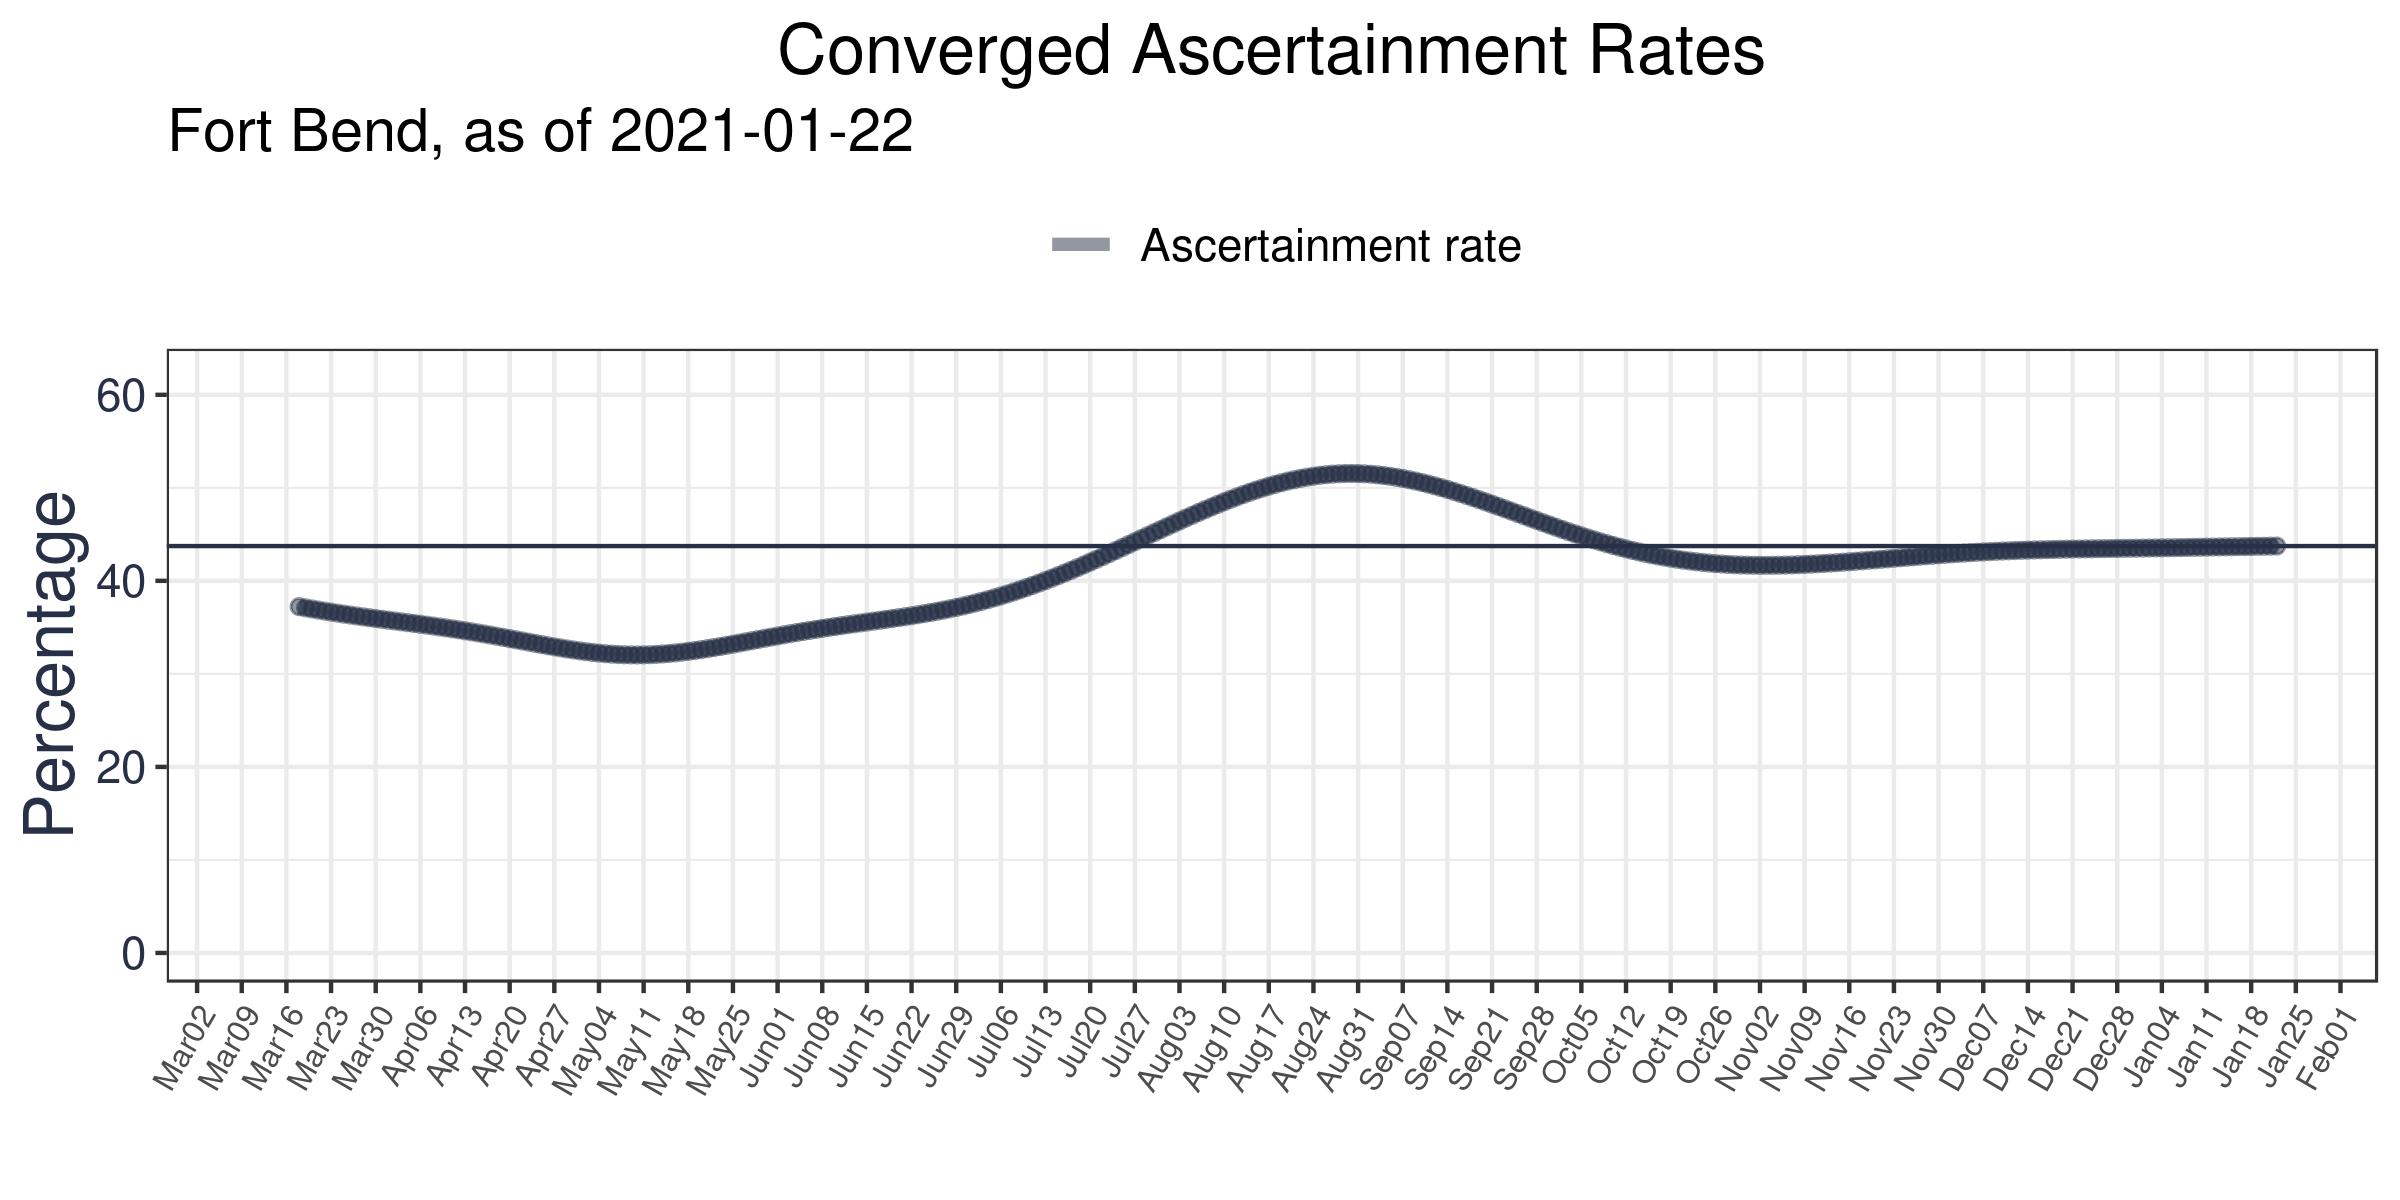 Converged Ascertainment Rates
Fort Bend, as of 2021-01-22
Ascertainment rate
Percentage
60
40
20
0
Mar02 Mar09 Mar16 Mar23 Mar30 Apr06 Apr13 Apr20 Apr27 May04 May11 May18 May25 Jun01 Jun08 Jun15 Jun22 Jun29 Jul06 Jul13 Jul20 Jul27 Aug03 Aug10 Aug17 Aug24 Aug31 Sep07 Sep14 Sep21 Sep28 Oct05 Oct12 Oct19 Oct26 Nov02 Nov09 Nov16 Nov23 Nov30 Dec07 Dec14 Dec21 Dec28 Jan04 Jan11 Jan18 Jan25 Feb01